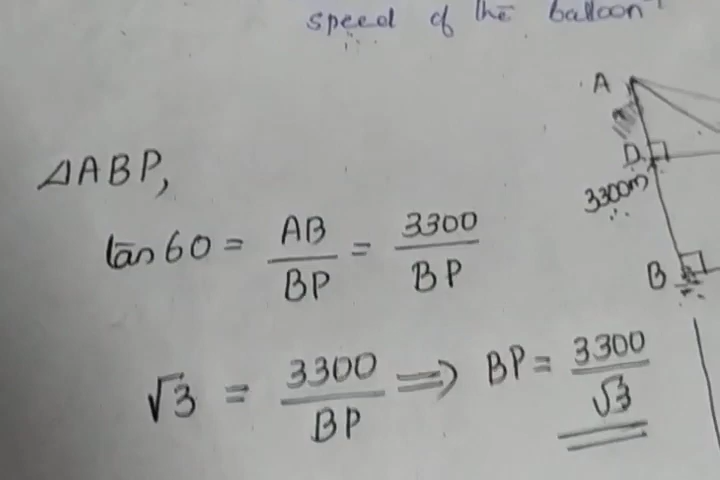 speed of the balloon
A
ΔABP,
D
3300m
tan 60 = AB/BP = 3300/BP
B
√3 = 3300/BP ⟹ BP = 3300/√3